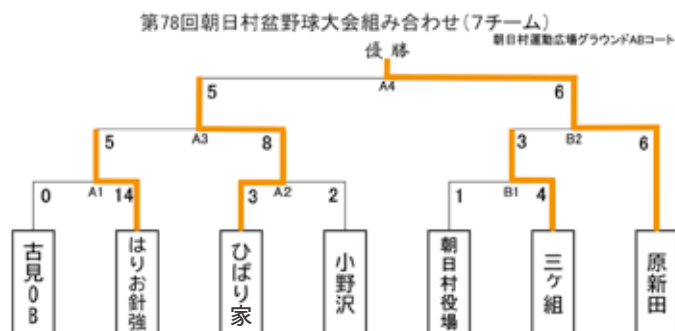 第78回朝日村盆野球大会組み合わせ(7チーム)
朝日村運動広場グラウンドABコート
優勝
A4
5 6
A3 B2
5 8 3 6
A1 A2 B1
0 14 3 2 1 4
古見OB
はりお針強
ひばり家
小野沢
朝日村役場
三ケ組
原新田